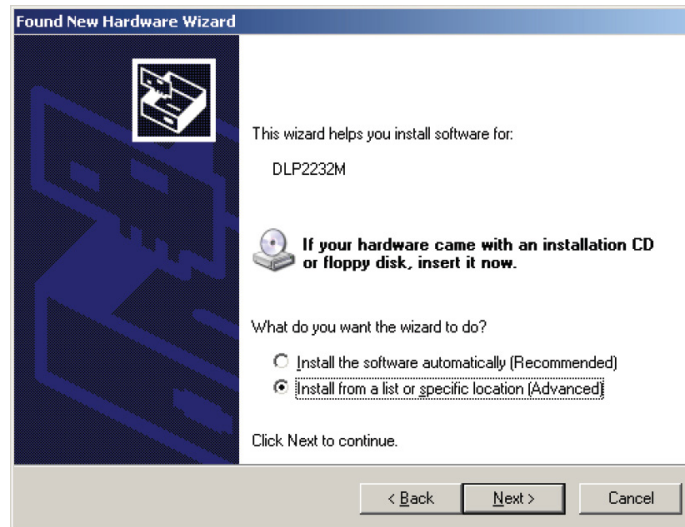 Found New Hardware Wizard
This wizard helps you install software for:
DLP2232M
If your hardware came with an installation CD
or floppy disk, insert it now.
What do you want the wizard to do?
Install the software automatically (Recommended)
Install from a list or specific location (Advanced)
Click Next to continue.
< Back
Next >
Cancel